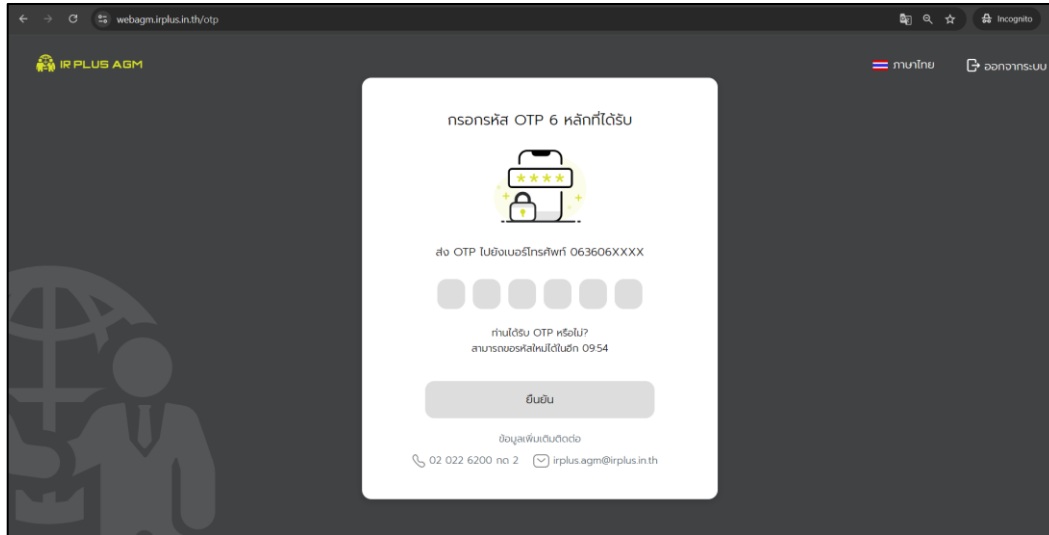 webagm.irplus.in.th/otp
Incognito
IR PLUS AGM
ภาษาไทย
ออกจากระบบ
กรอกรหัส OTP 6 หลักที่ได้รับ
****
ส่ง OTP ไปยังเบอร์โทรศัพท์ 063606XXXX
ท่านได้รับ OTP หรือไม่?
สามารถขอรหัสใหม่ได้ในอีก 09:54
ยืนยัน
ข้อมูลเพิ่มเติมติดต่อ
02 022 6200 กด 2 irplus.agm@irplus.in.th